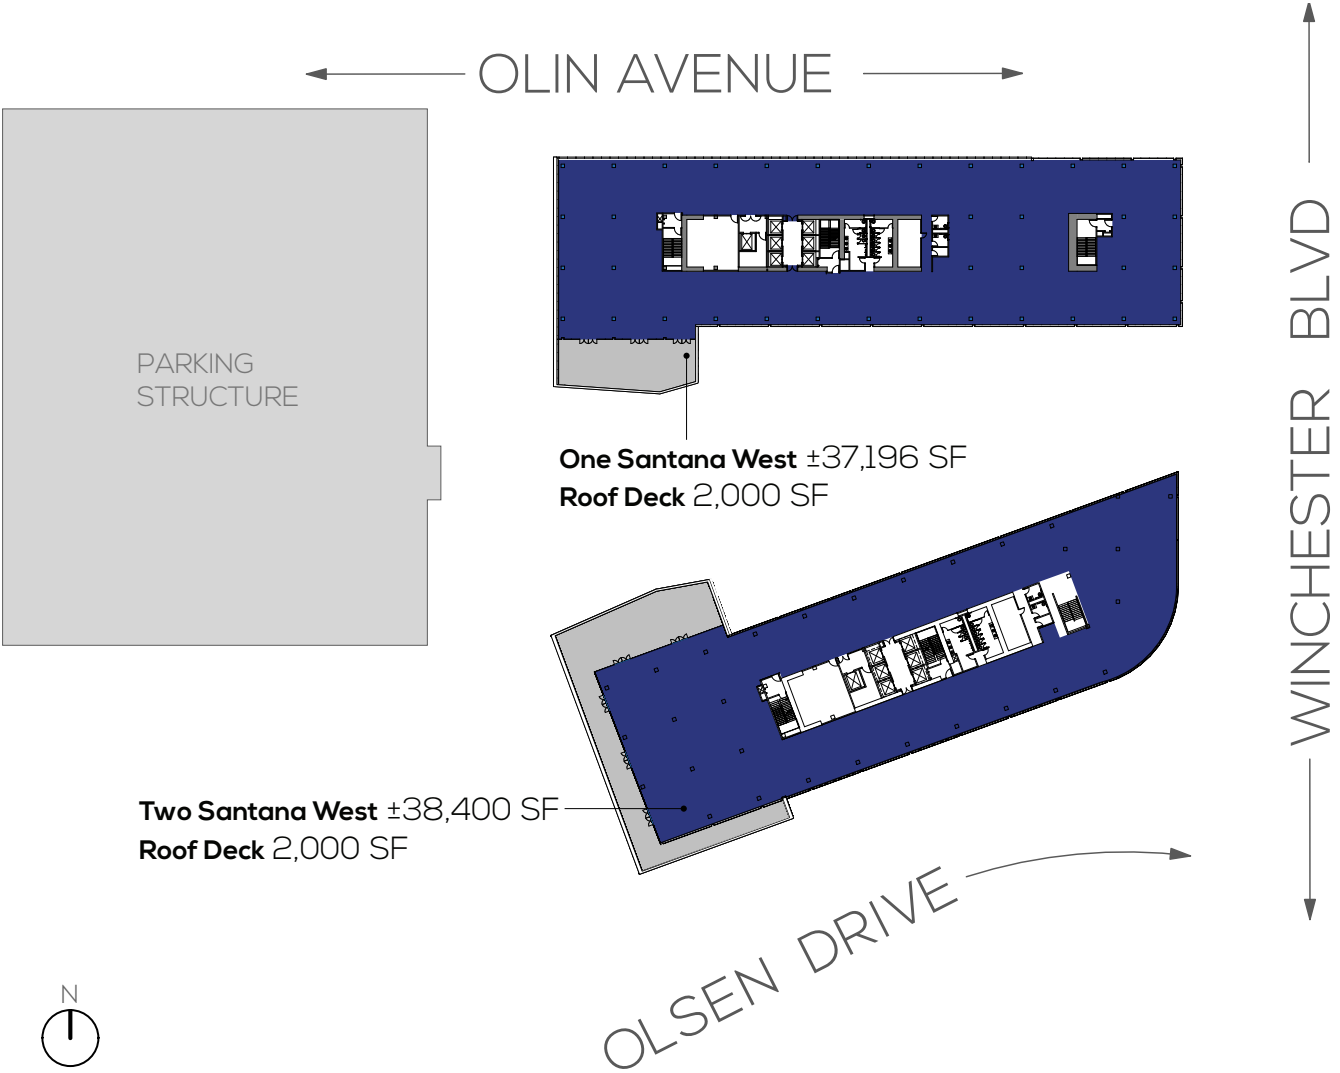 OLIN AVENUE
WINCHESTER BLVD
PARKING
STRUCTURE
One Santana West ±37,196 SF
Roof Deck 2,000 SF
Two Santana West ±38,400 SF
Roof Deck 2,000 SF
OLSEN DRIVE
N